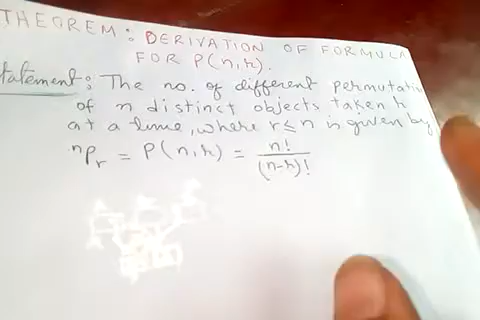 THEOREM: DERIVATION OF FORMULA
FOR P(n,r).
tatement: The no. of different permutati
of n distinct objects taken r
at a time, where r≤n is given by
ⁿPᵣ = P(n,r) = n!/(n-r)!